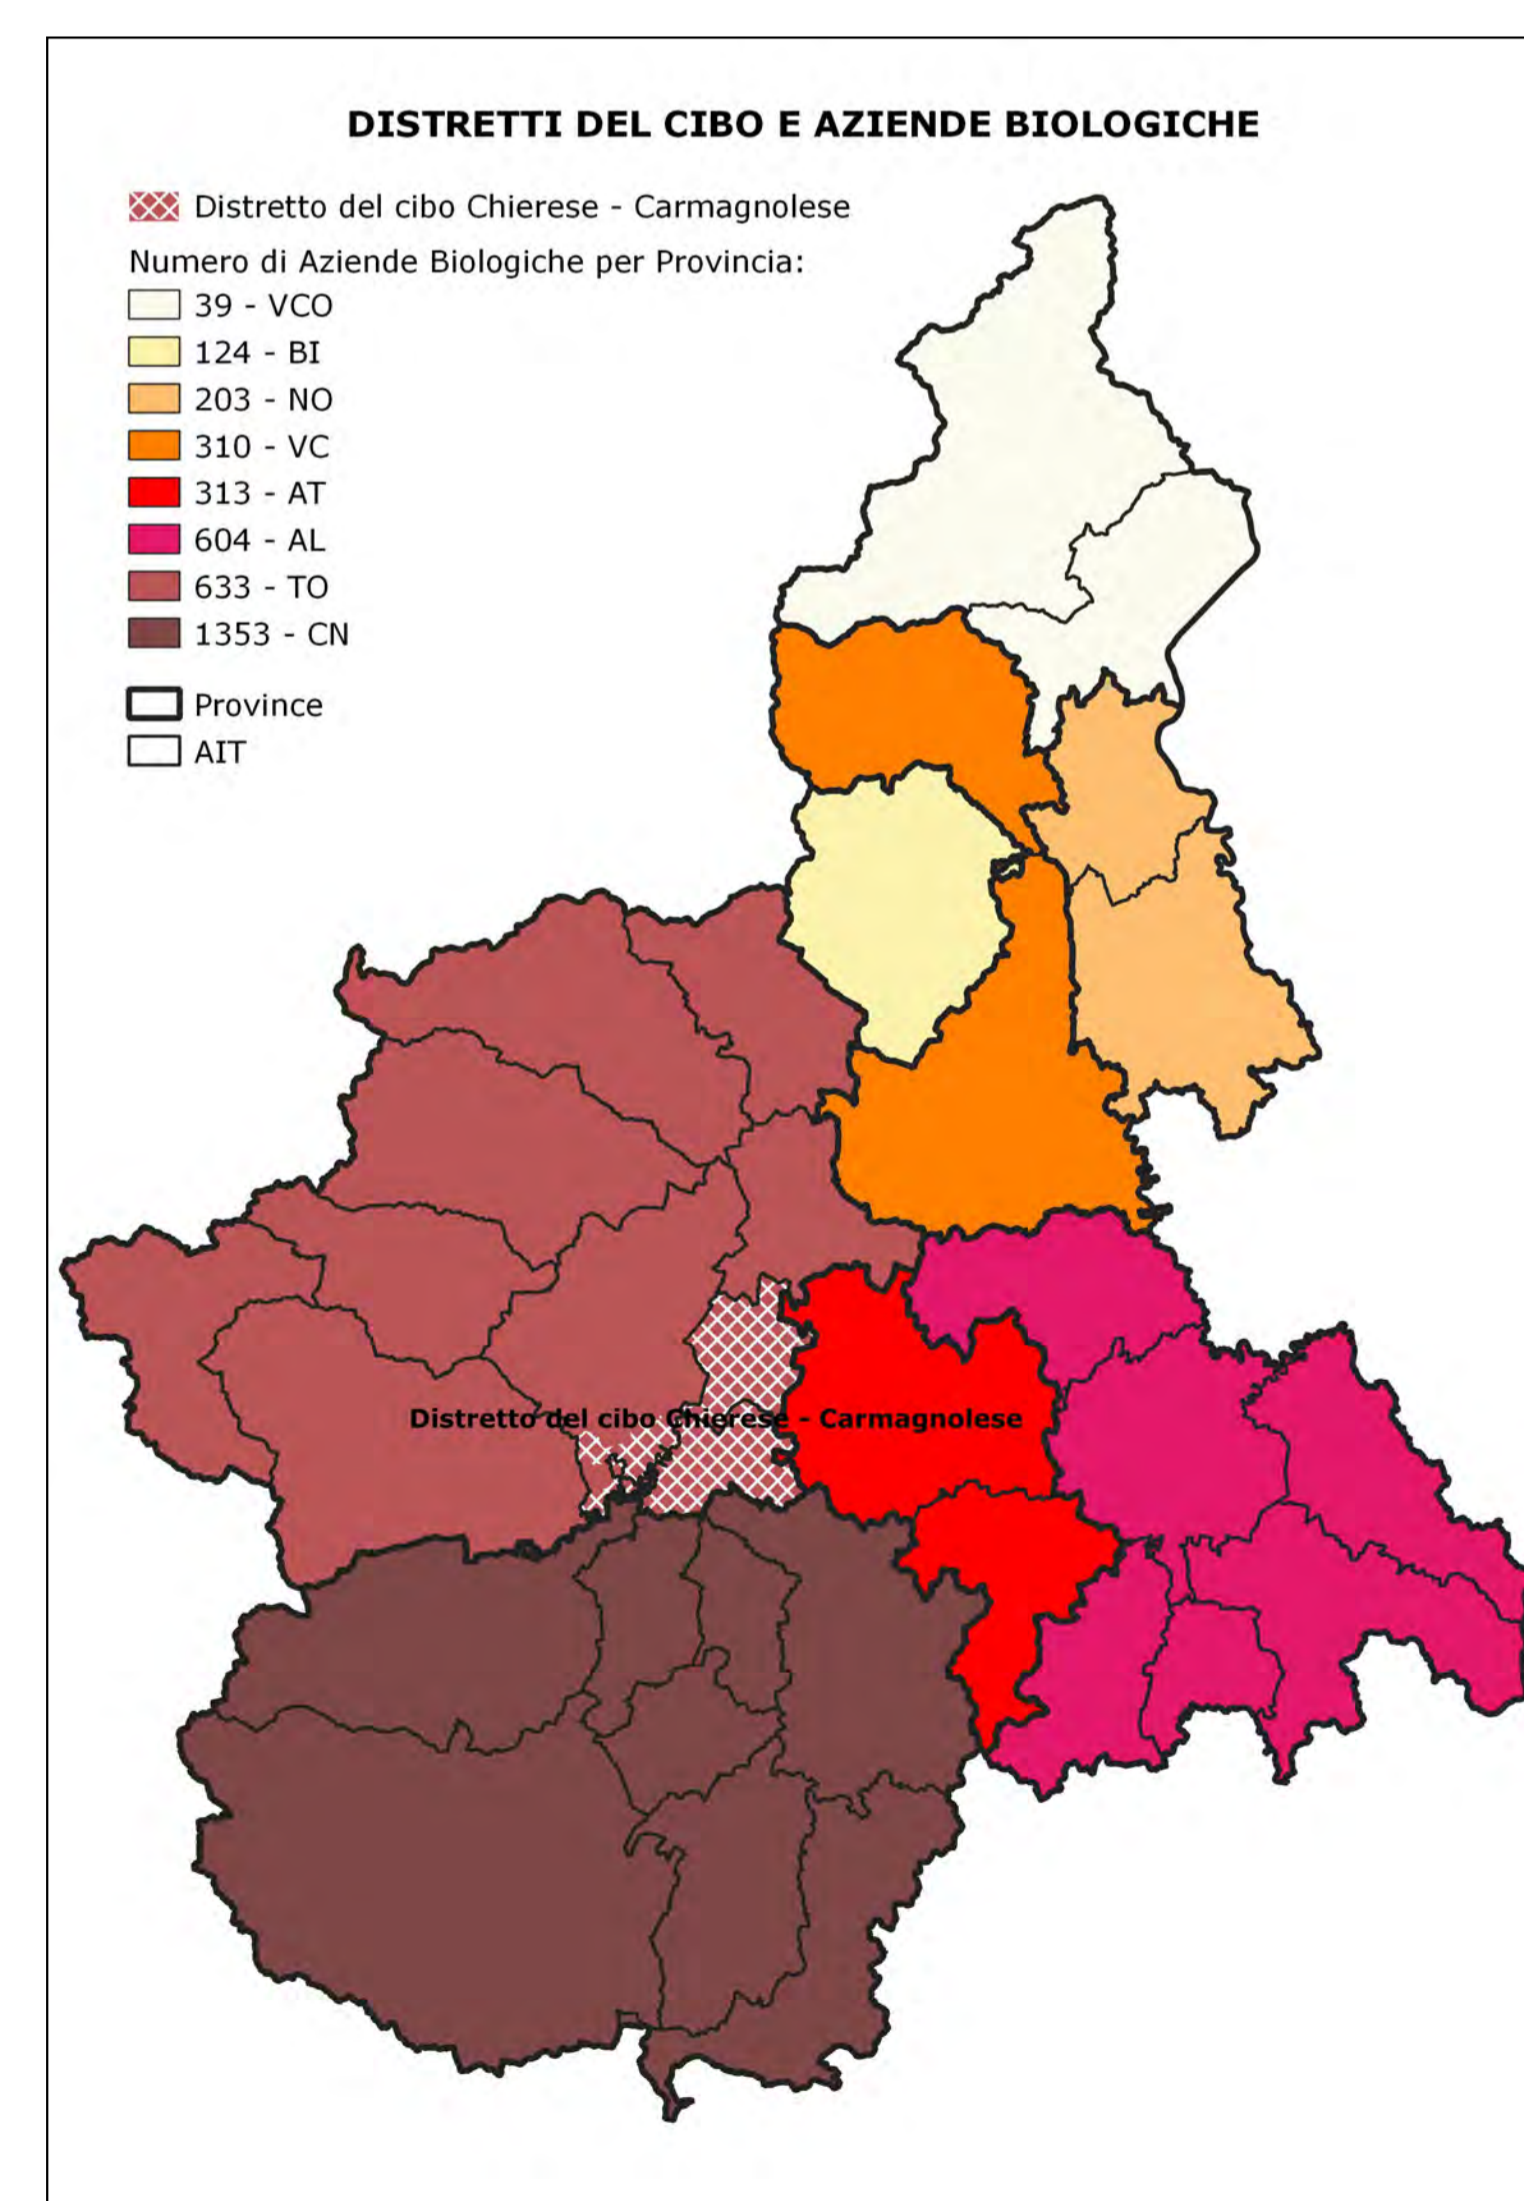 DISTRETTI DEL CIBO E AZIENDE BIOLOGICHE
Distretto del cibo Chierese - Carmagnolese
Numero di Aziende Biologiche per Provincia:
39 - VCO
124 - BI
203 - NO
310 - VC
313 - AT
604 - AL
633 - TO
1353 - CN
Province
AIT
Distretto del cibo Chierese - Carmagnolese